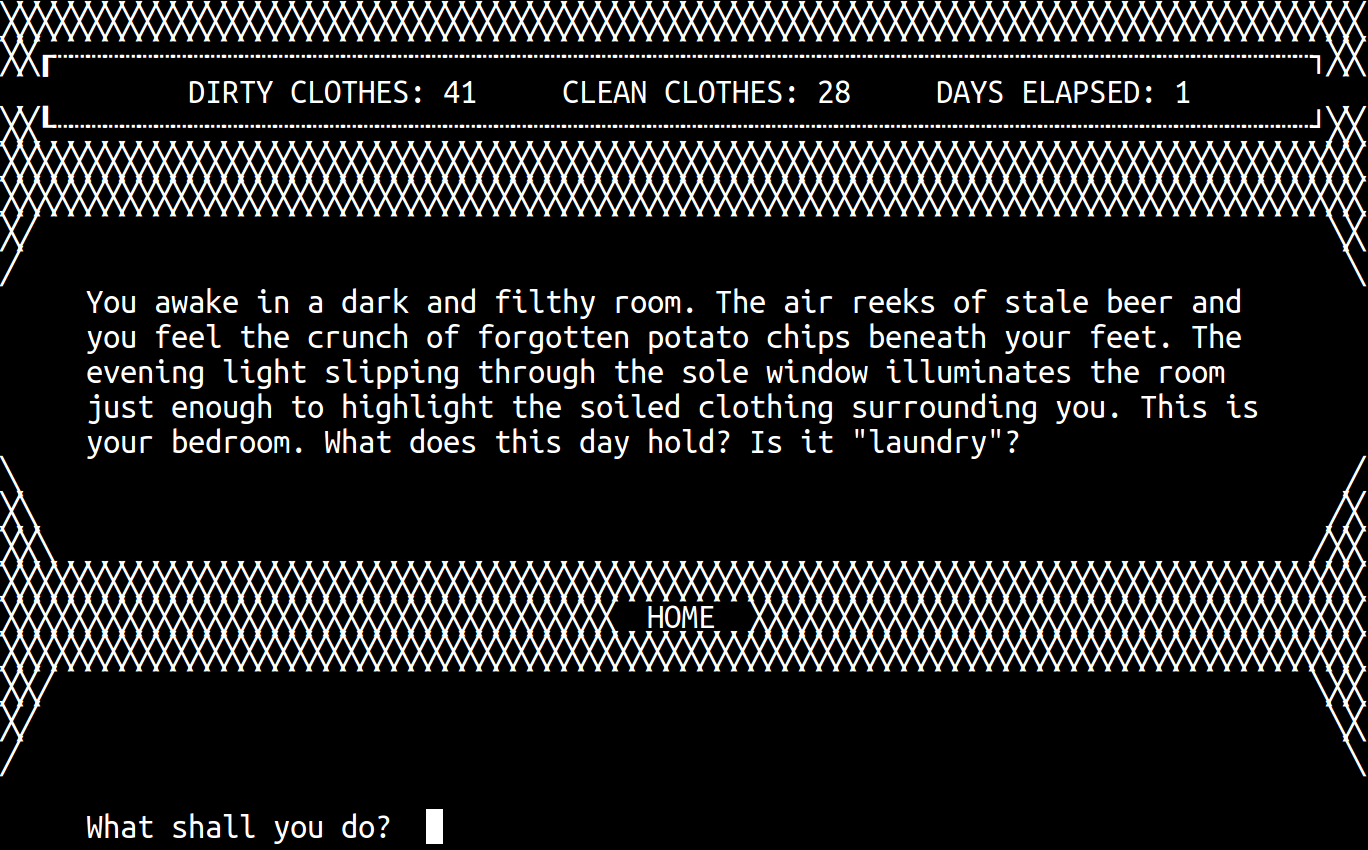 DIRTY CLOTHES: 41 CLEAN CLOTHES: 28 DAYS ELAPSED: 1
You awake in a dark and filthy room. The air reeks of stale beer and
you feel the crunch of forgotten potato chips beneath your feet. The
evening light slipping through the sole window illuminates the room
just enough to highlight the soiled clothing surrounding you. This is
your bedroom. What does this day hold? Is it "laundry"?
HOME
What shall you do?